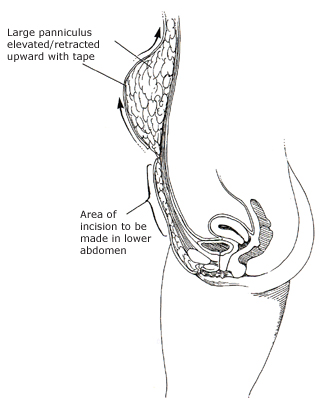 Large panniculus
elevated/retracted
upward with tape
Area of
incision to be
made in lower
abdomen